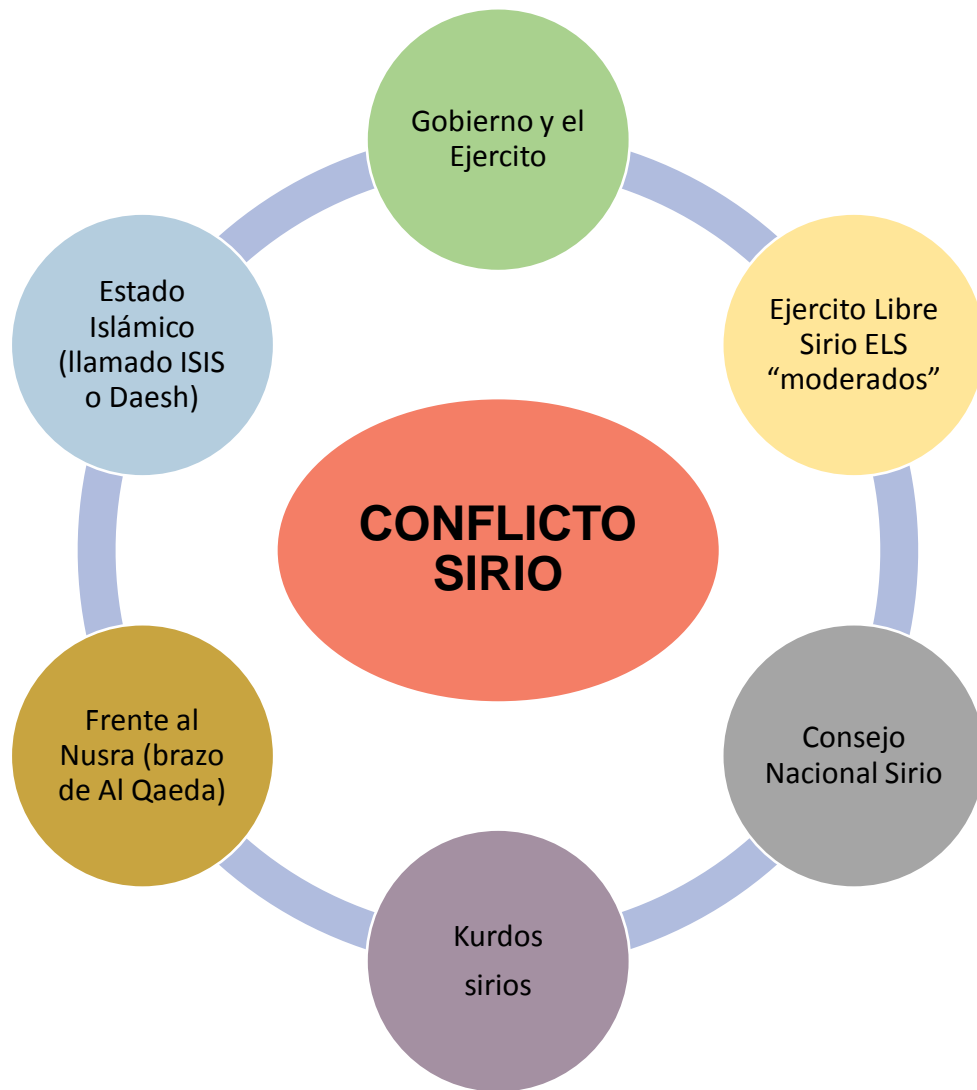 Gobierno y el
Ejercito
Ejercito Libre
Sirio ELS
“moderados”
Consejo
Nacional Sirio
Kurdos
sirios
Frente al
Nusra (brazo
de Al Qaeda)
Estado
Islámico
(llamado ISIS
o Daesh)
CONFLICTO
SIRIO